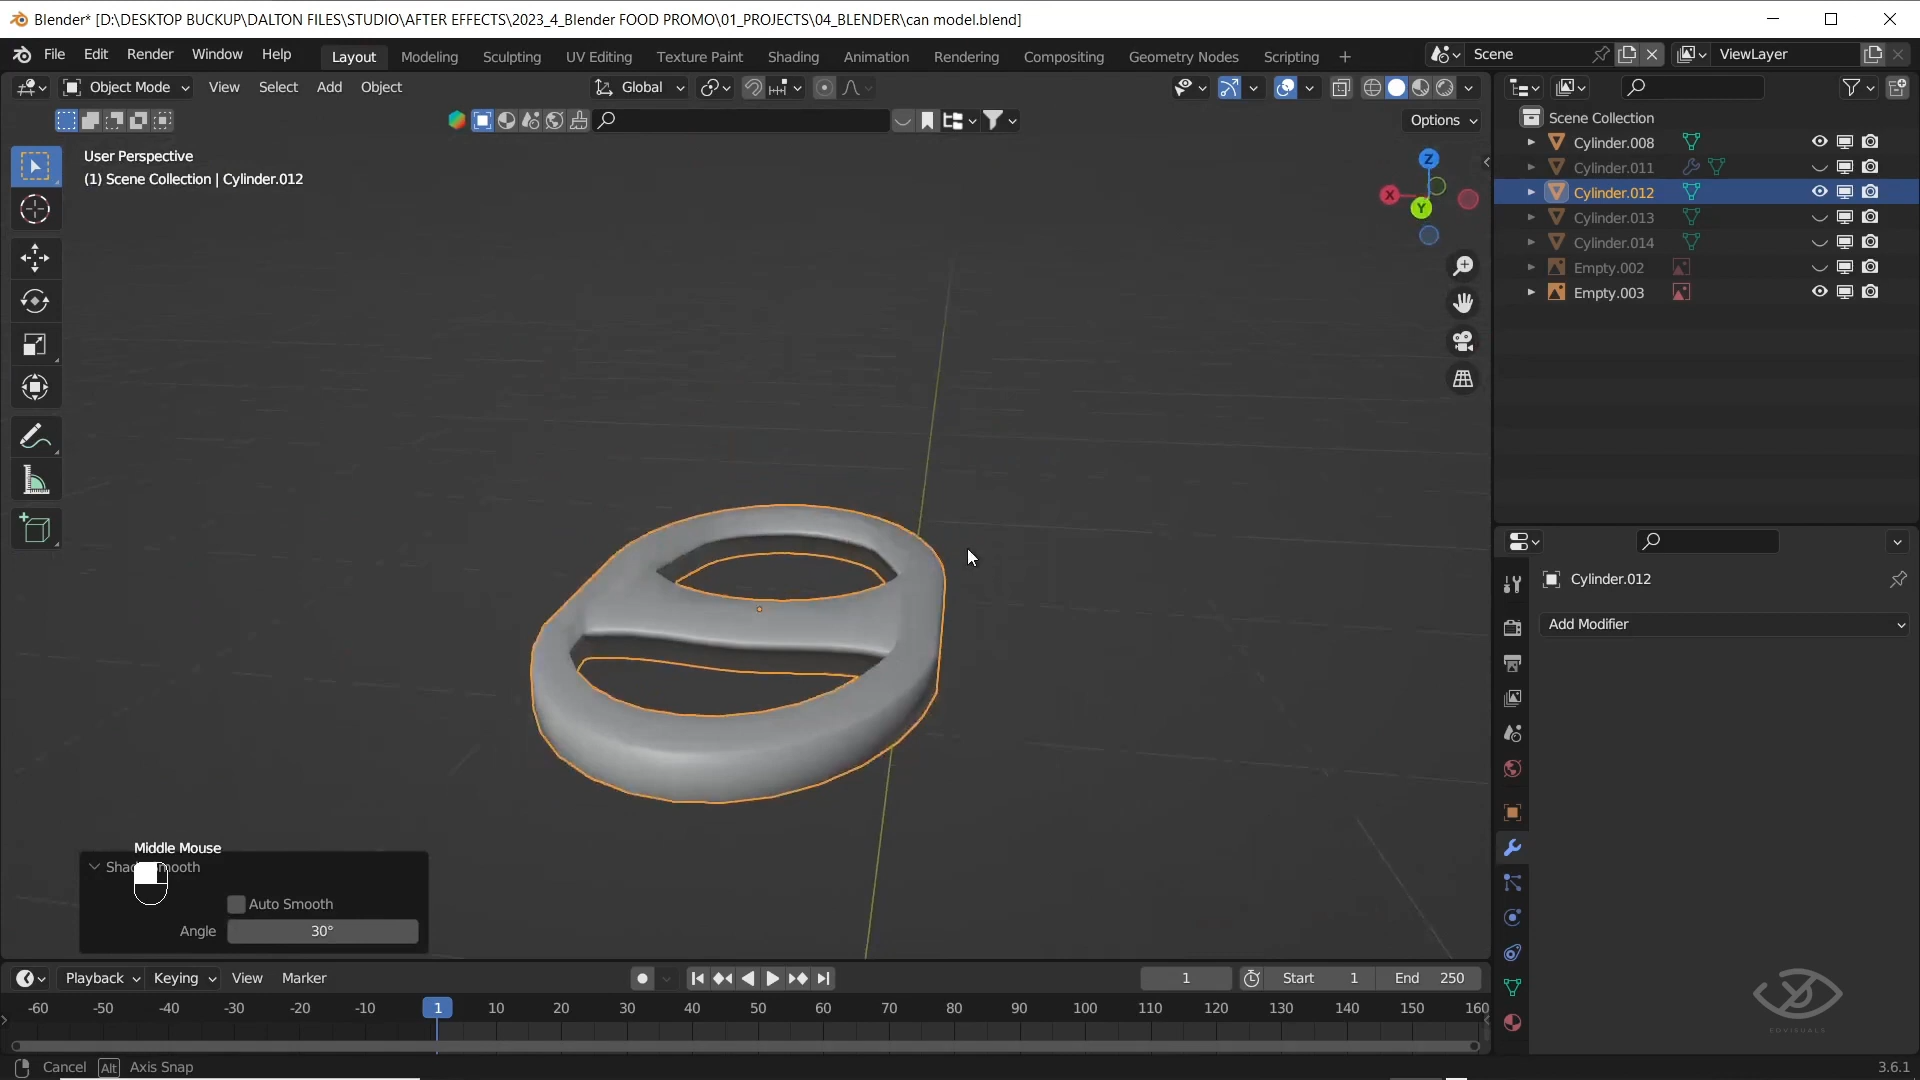 Blender* [D:\DESKTOP BUCKUP\DALTON FILES\STUDIO\AFTER EFFECTS\2023_4_Blender FOOD PROMO\01_PROJECTS\04_BLENDER\can model.blend]
File Edit Render Window Help Layout Modeling Sculpting UV Editing Texture Paint Shading Animation Rendering Compositing Geometry Nodes Scripting + Scene ViewLayer
Object Mode View Select Add Object Global
Options
User Perspective
(1) Scene Collection | Cylinder.012
Z
X
Y
Scene Collection
Cylinder.008
Cylinder.011
Cylinder.012
Cylinder.013
Cylinder.014
Empty.002
Empty.003
Cylinder.012
Add Modifier
Middle Mouse
Auto Smooth
Angle 30°
Playback Keying View Marker 1 Start 1 End 250
-60 -50 -40 -30 -20 -10 1 10 20 30 40 50 60 70 80 90 100 110 120 130 140 150 160
EDVISUALS
Cancel Alt Axis Snap 3.6.1